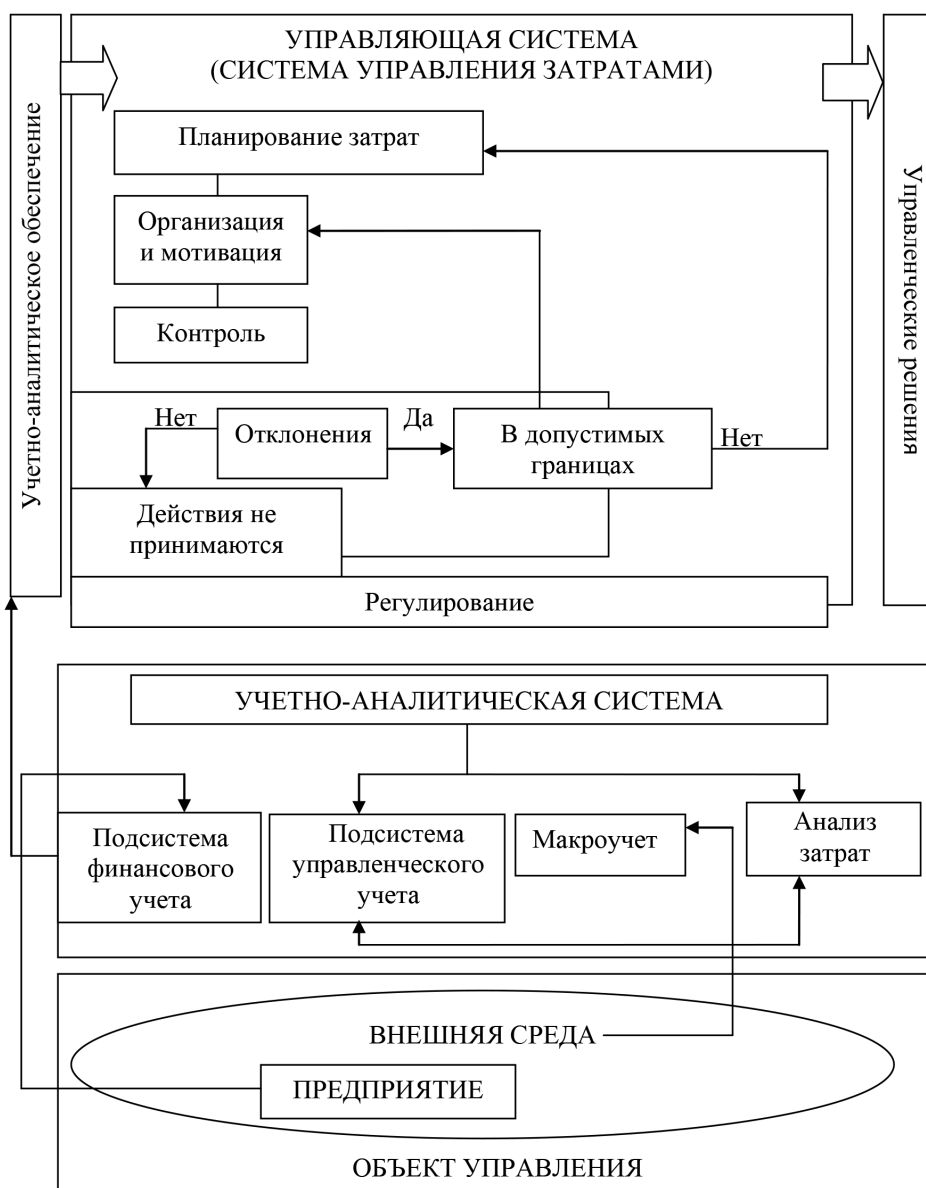 УПРАВЛЯЮЩАЯ СИСТЕМА
(СИСТЕМА УПРАВЛЕНИЯ ЗАТРАТАМИ)
Учетно-аналитическое обеспечение
Управленческие решения
Планирование затрат
Организация
и мотивация
Контроль
Нет
Отклонения
Да
В допустимых
границах
Нет
Действия не
принимаются
Регулирование
УЧЕТНО-АНАЛИТИЧЕСКАЯ СИСТЕМА
Подсистема
финансового
учета
Подсистема
управленческого
учета
Макроучет
Анализ
затрат
ВНЕШНЯЯ СРЕДА
ПРЕДПРИЯТИЕ
ОБЪЕКТ УПРАВЛЕНИЯ